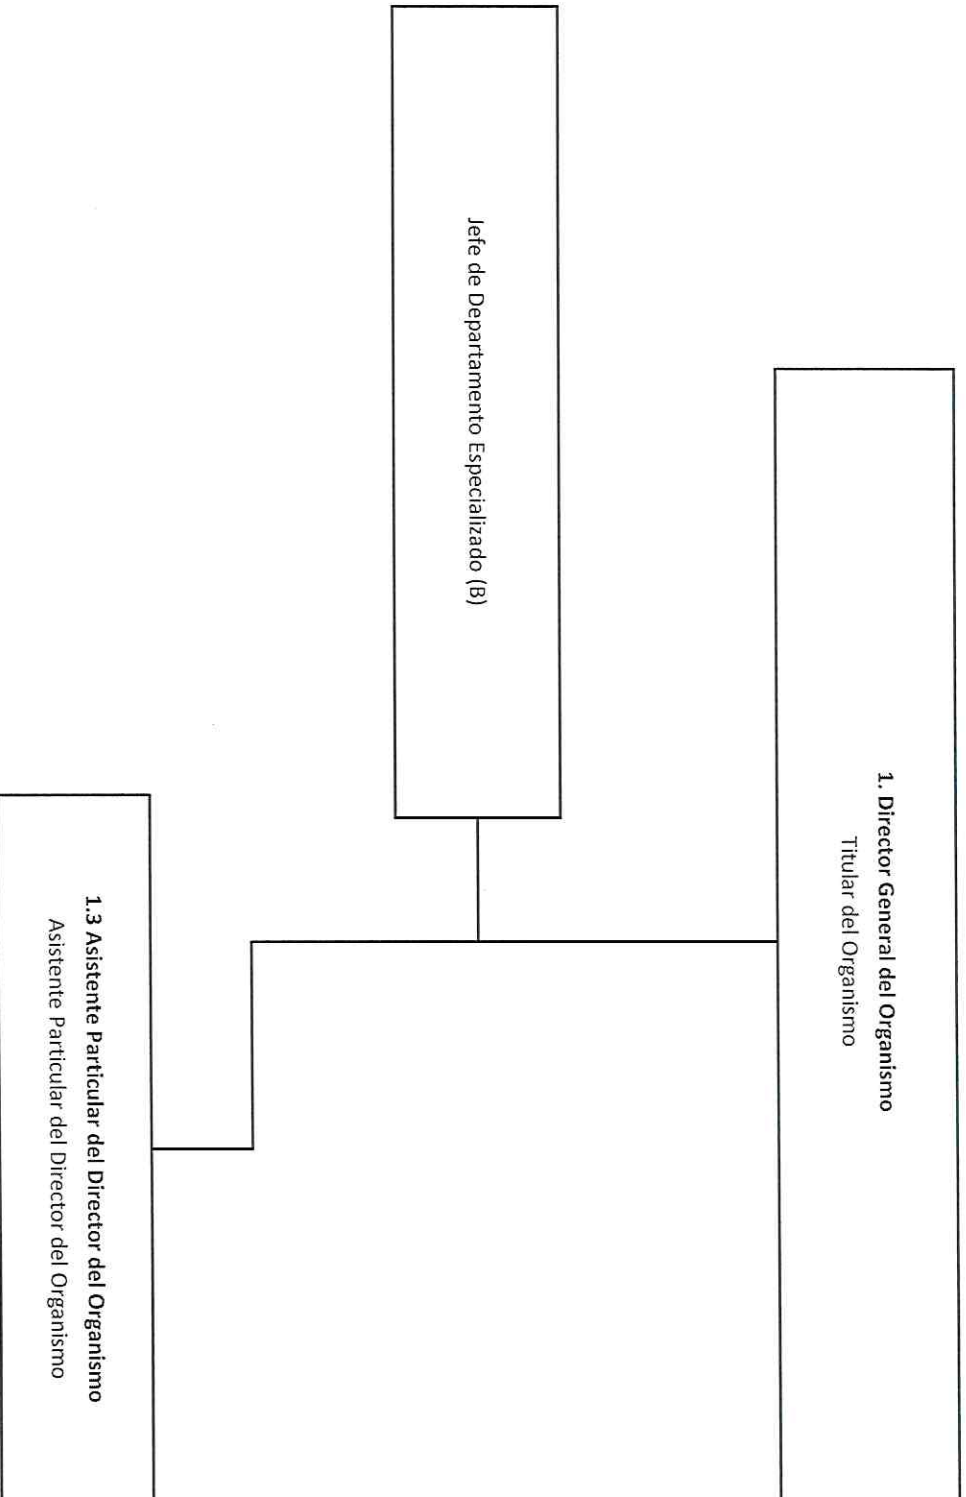 1. Director General del Organismo
Titular del Organismo
Jefe de Departamento Especializado (B)
1.3 Asistente Particular del Director del Organismo
Asistente Particular del Director del Organismo